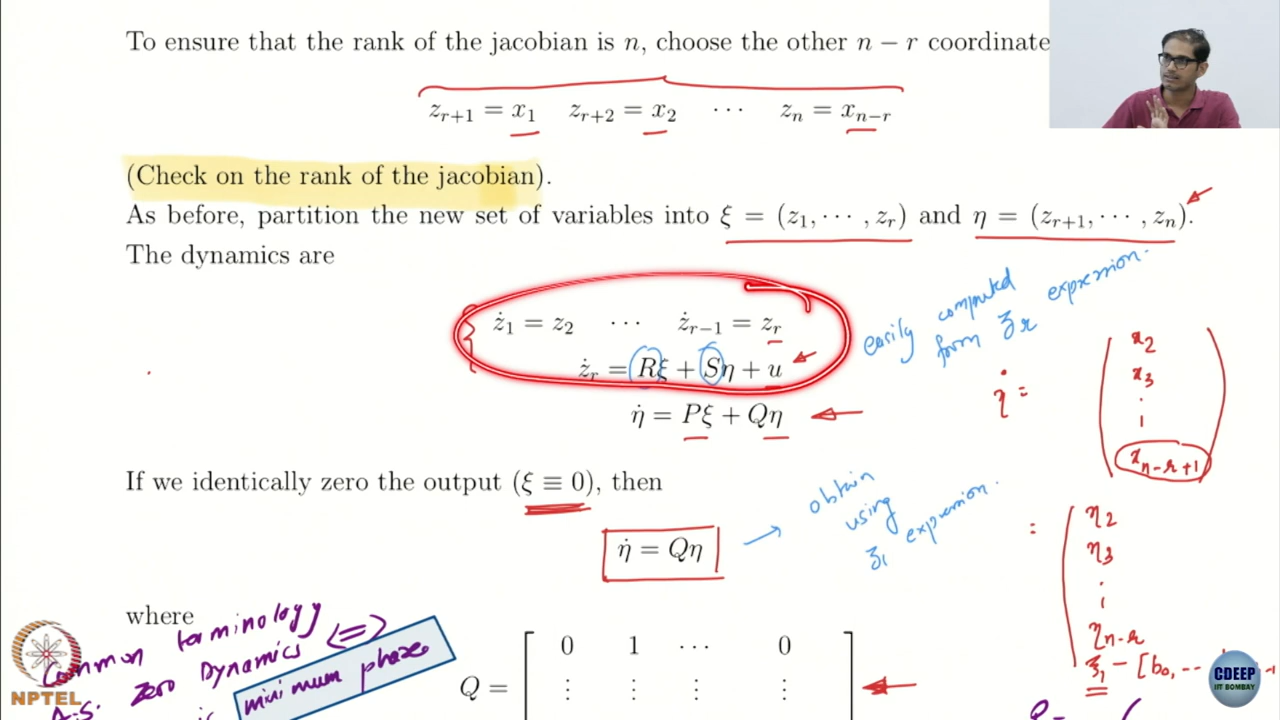 To ensure that the rank of the jacobian is n, choose the other n − r coordinate
z_{r+1} = x_1   z_{r+2} = x_2   ⋯   z_n = x_{n−r}
(Check on the rank of the jacobian).
As before, partition the new set of variables into ξ = (z_1, ⋯ , z_r) and η = (z_{r+1}, ⋯ , z_n).
The dynamics are
ż_1 = z_2   ⋯   ż_{r−1} = z_r
ż_r = Rξ + Sη + u
η̇ = Pξ + Qη
easily computed
from z_r expression.
η̇ =
x_2
x_3
⋮
x_{n−r+1}
If we identically zero the output (ξ ≡ 0), then
η̇ = Qη
obtain
using
z_1 expression.
=
η_2
η_3
⋮
η_{n−r}
z_1 − [b_0, --
where
Common terminology
Zero Dynamics ⟺
A.S. is
minimum phase
Q =
0 1 ⋯ 0
⋮ ⋮ ⋮ ⋮
NPTEL
CDEEP
IIT BOMBAY